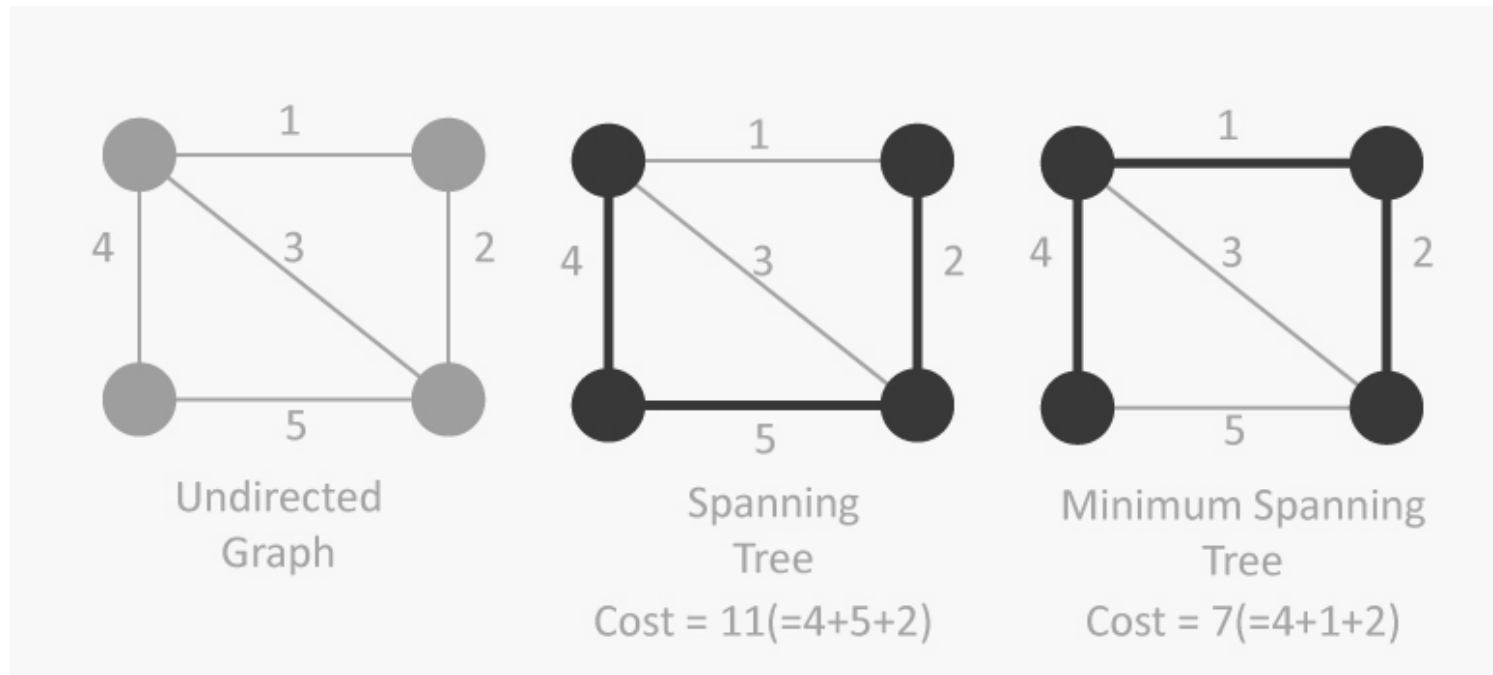 1
4
3
2
5
Undirected
Graph
1
4
3
2
5
Spanning
Tree
Cost = 11(=4+5+2)
1
4
3
2
5
Minimum Spanning
Tree
Cost = 7(=4+1+2)